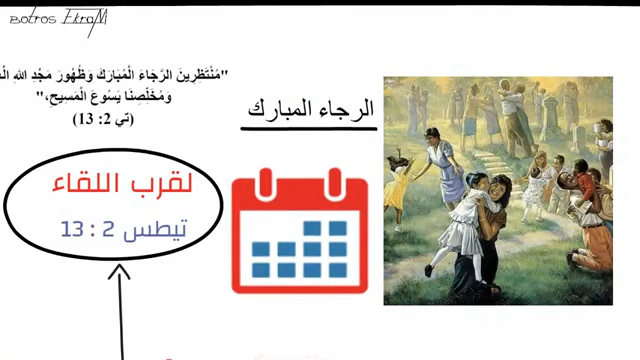 Botros EkraM
"مُنْتَظِرِينَ الرَّجَاءَ الْمُبَارَكَ وَظُهُورَ مَجْدِ اللهِ
وَمُخَلِّصِنَا يَسُوعَ الْمَسِيحِ،"
(تي 2: 13)
الرجاء المبارك
لقرب اللقاء
تيطس 2 : 13